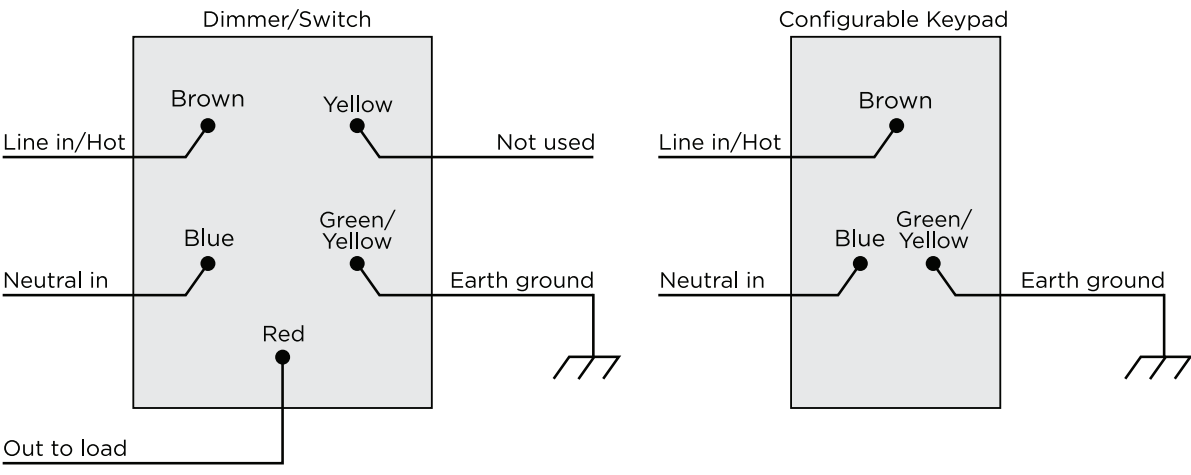 Dimmer/Switch
Brown
Yellow
Line in/Hot
Not used
Blue
Green/
Yellow
Neutral in
Earth ground
Red
Out to load
Configurable Keypad
Brown
Line in/Hot
Blue
Green/
Yellow
Neutral in
Earth ground